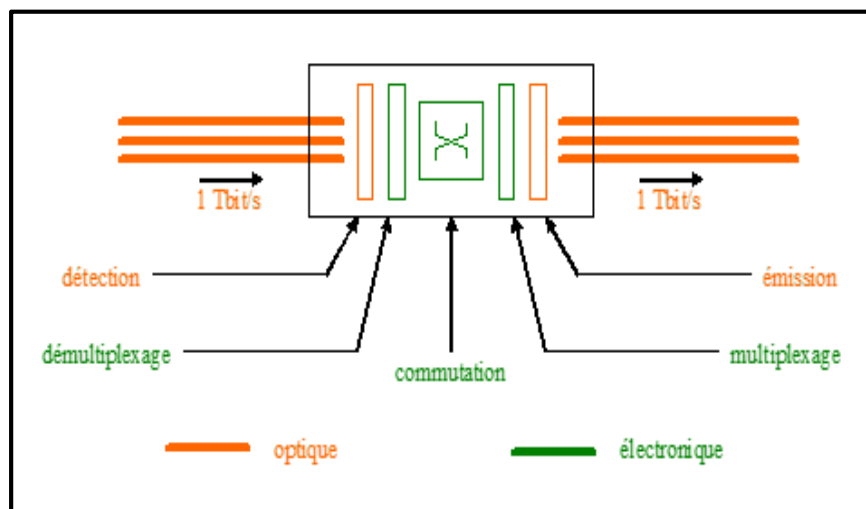 1 Tbit/s
1 Tbit/s
détection
émission
démultiplexage
commutation
multiplexage
optique
électronique